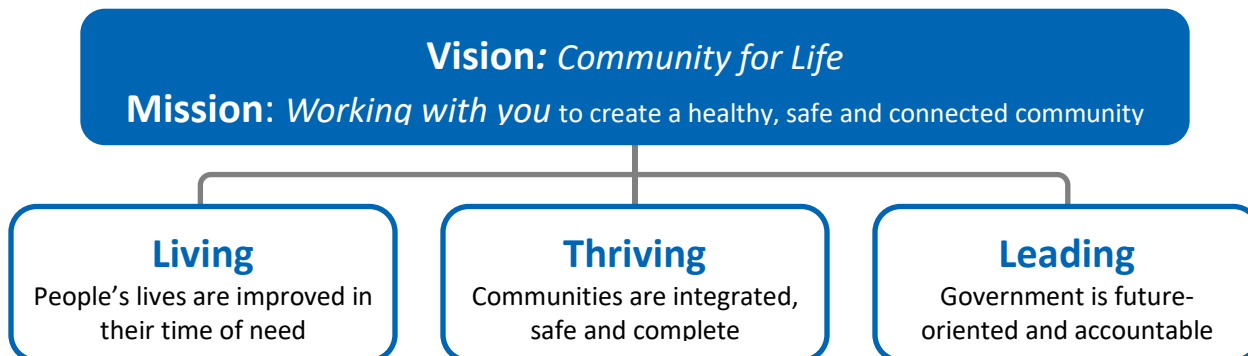 Vision: Community for Life
Mission: Working with you to create a healthy, safe and connected community
Living
People’s lives are improved in
their time of need
Thriving
Communities are integrated,
safe and complete
Leading
Government is future-
oriented and accountable